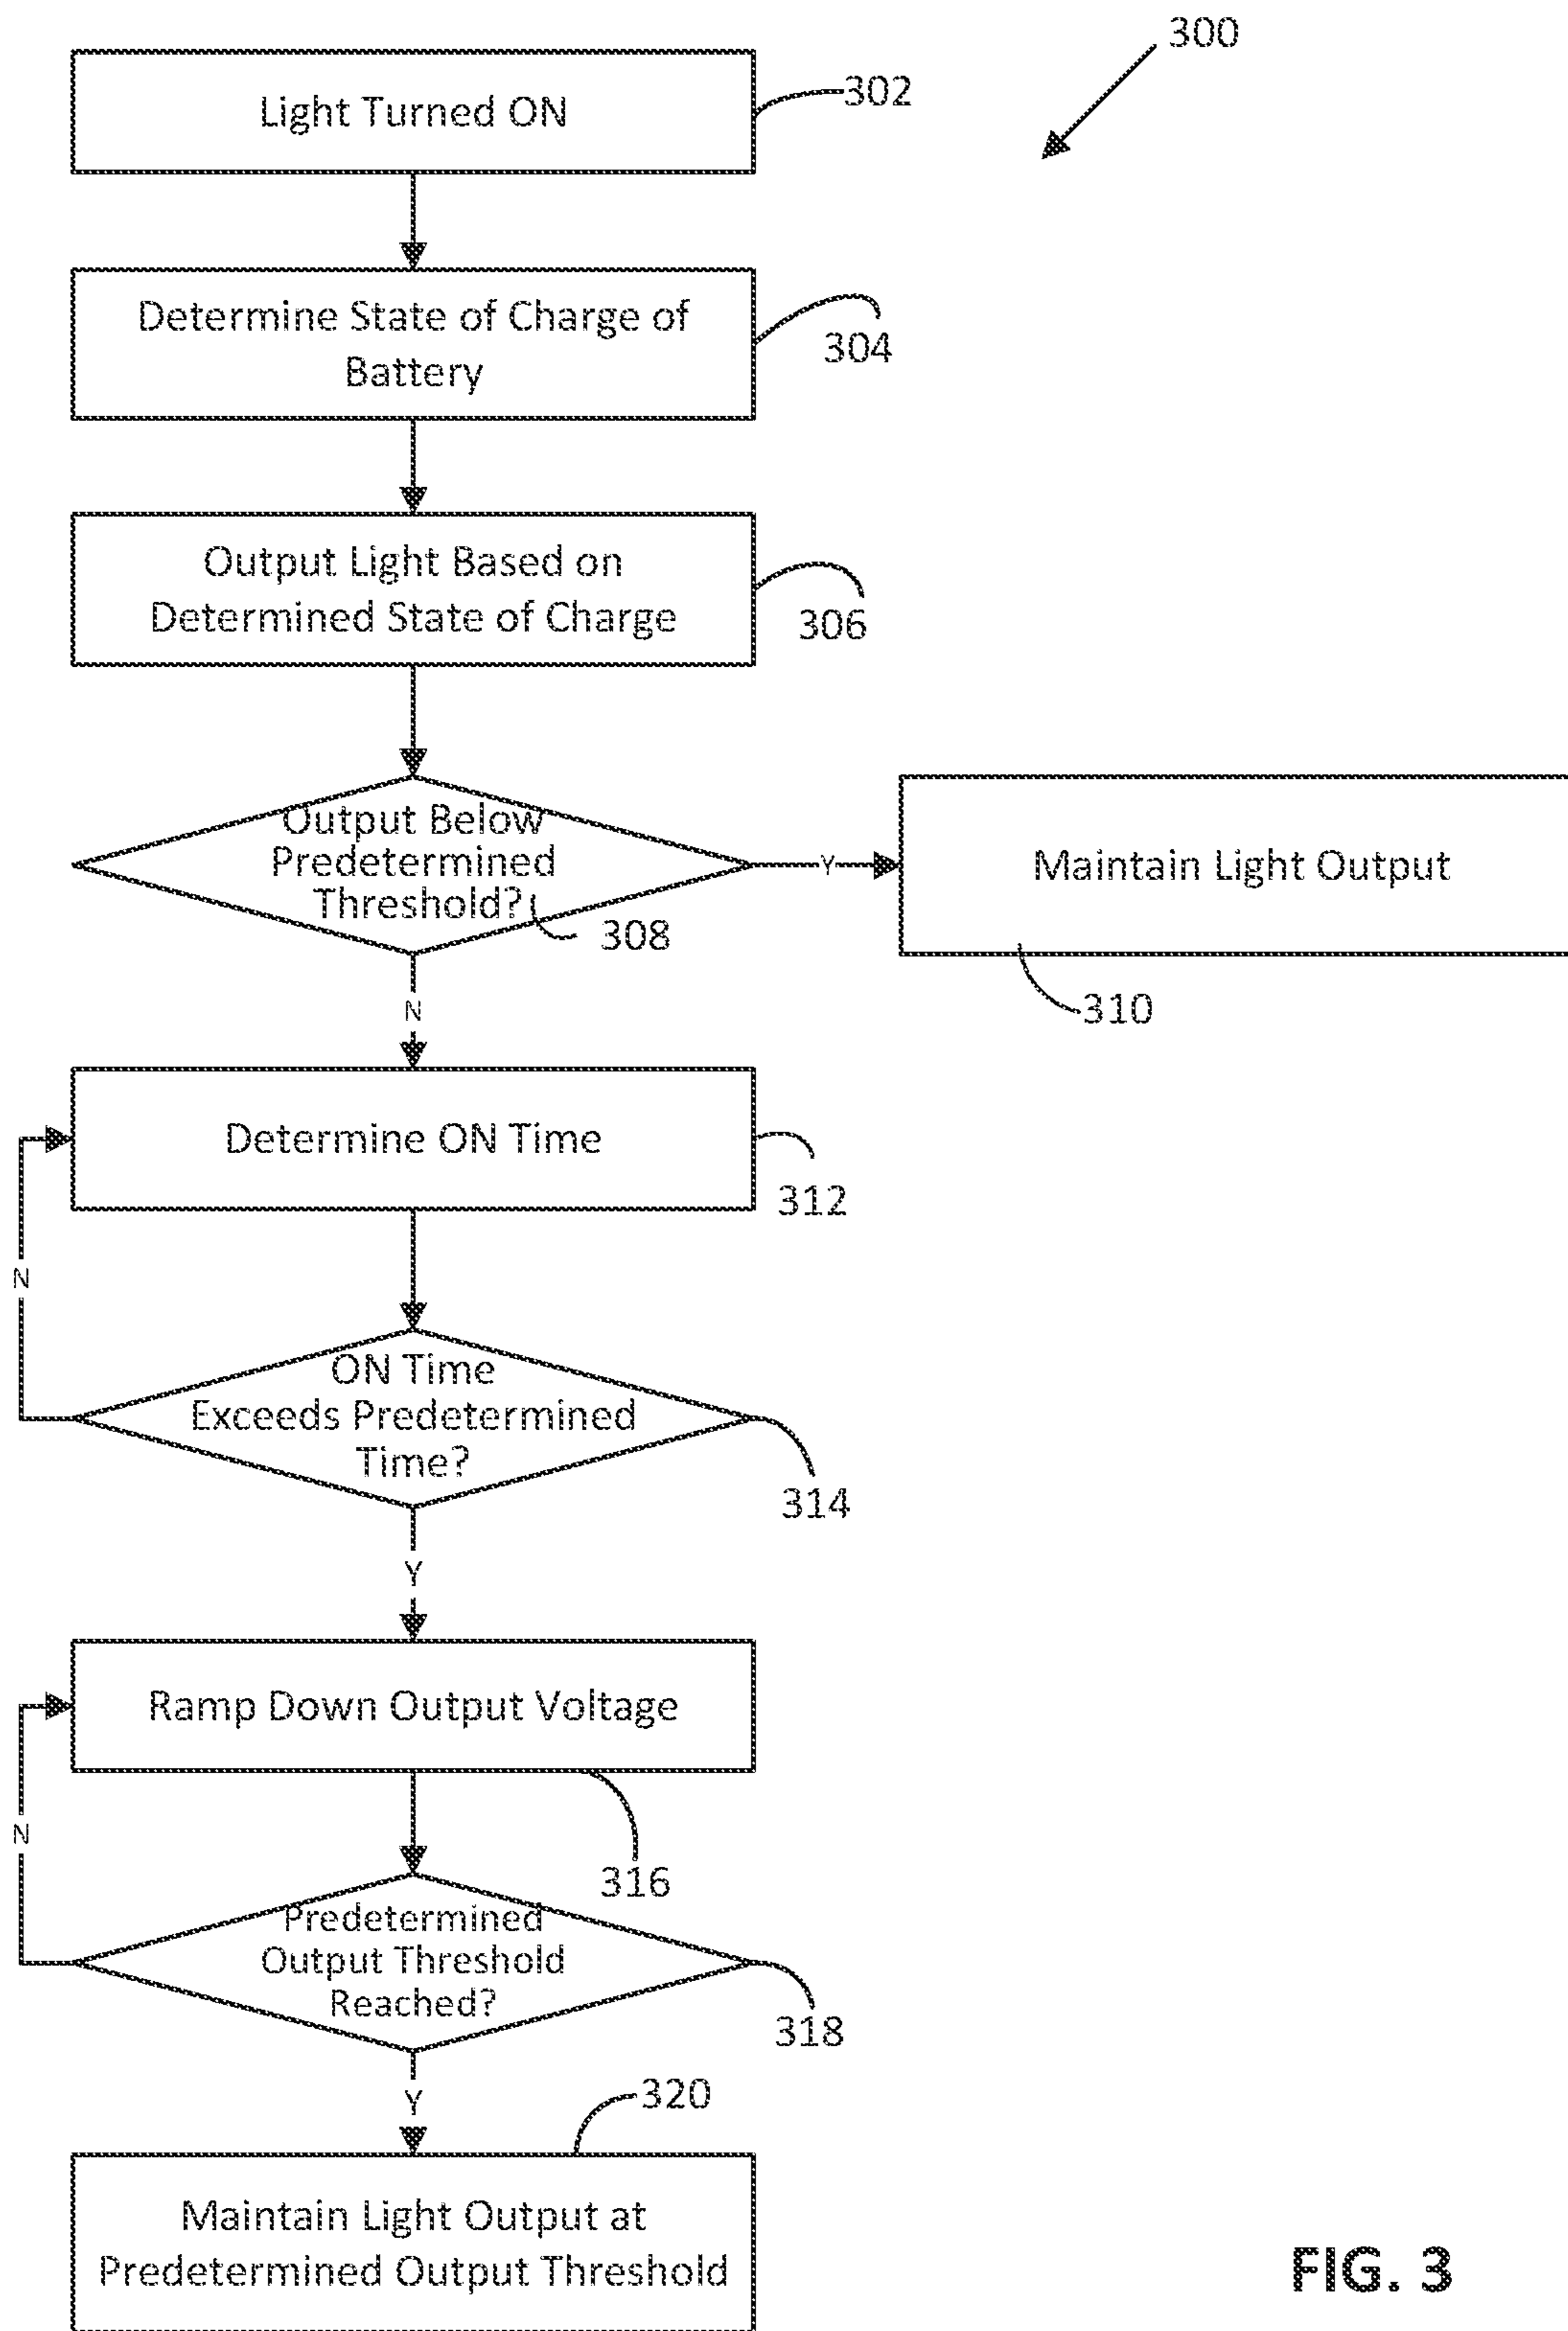 300
Light Turned ON
302
Determine State of Charge of
Battery
304
Output Light Based on
Determined State of Charge
306
Output Below
Predetermined
Threshold?
308
Y
Maintain Light Output
310
N
Determine ON Time
312
N
ON Time
Exceeds Predetermined
Time?
314
Y
Ramp Down Output Voltage
316
N
Predetermined
Output Threshold
Reached?
318
Y
320
Maintain Light Output at
Predetermined Output Threshold
FIG. 3